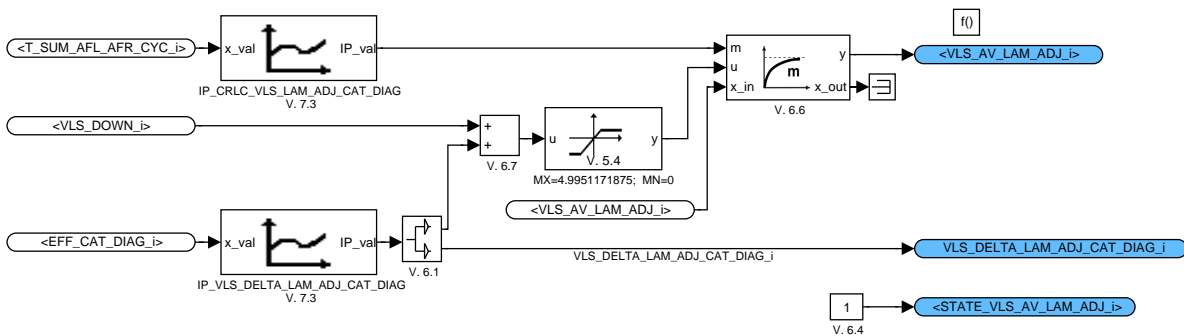 f()
<T_SUM_AFL_AFR_CYC_i>
x_val
IP_val
IP_CRLC_VLS_LAM_ADJ_CAT_DIAG
V. 7.3
m
u
x_in
m
y
x_out
V. 6.6
<VLS_AV_LAM_ADJ_i>
<VLS_DOWN_i>
+
+
V. 6.7
u
y
V. 5.4
MX=4.9951171875; MN=0
<VLS_AV_LAM_ADJ_i>
<EFF_CAT_DIAG_i>
x_val
IP_val
IP_VLS_DELTA_LAM_ADJ_CAT_DIAG
V. 7.3
V. 6.1
VLS_DELTA_LAM_ADJ_CAT_DIAG_i
VLS_DELTA_LAM_ADJ_CAT_DIAG_i
1
V. 6.4
<STATE_VLS_AV_LAM_ADJ_i>